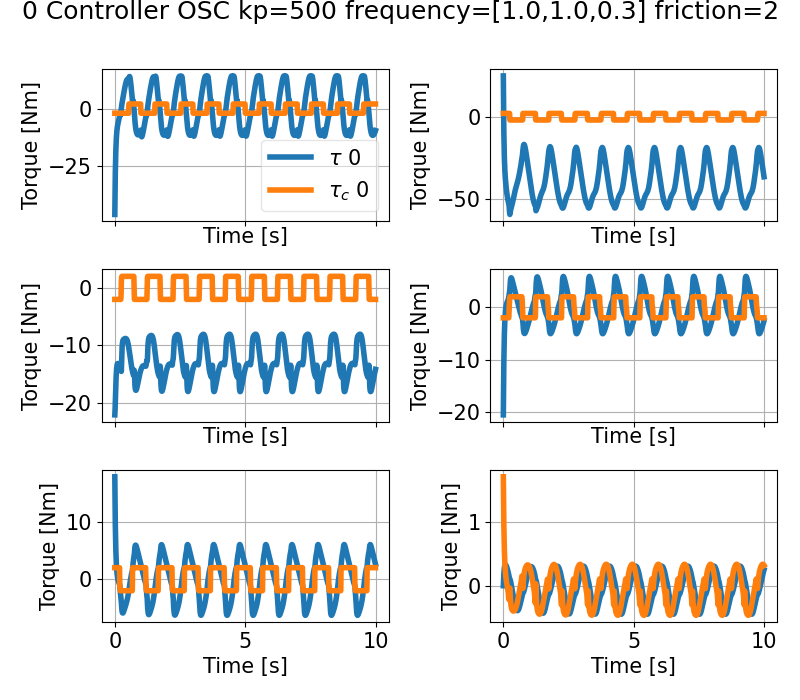 0 Controller OSC kp=500 frequency=[1.0,1.0,0.3] friction=2
Torque [Nm]
0
−25
τ 0
τc 0
Time [s]
Torque [Nm]
0
−50
Time [s]
Torque [Nm]
0
−10
−20
Time [s]
Torque [Nm]
0
−10
−20
Time [s]
Torque [Nm]
10
0
0 5 10
Time [s]
Torque [Nm]
1
0
0 5 10
Time [s]